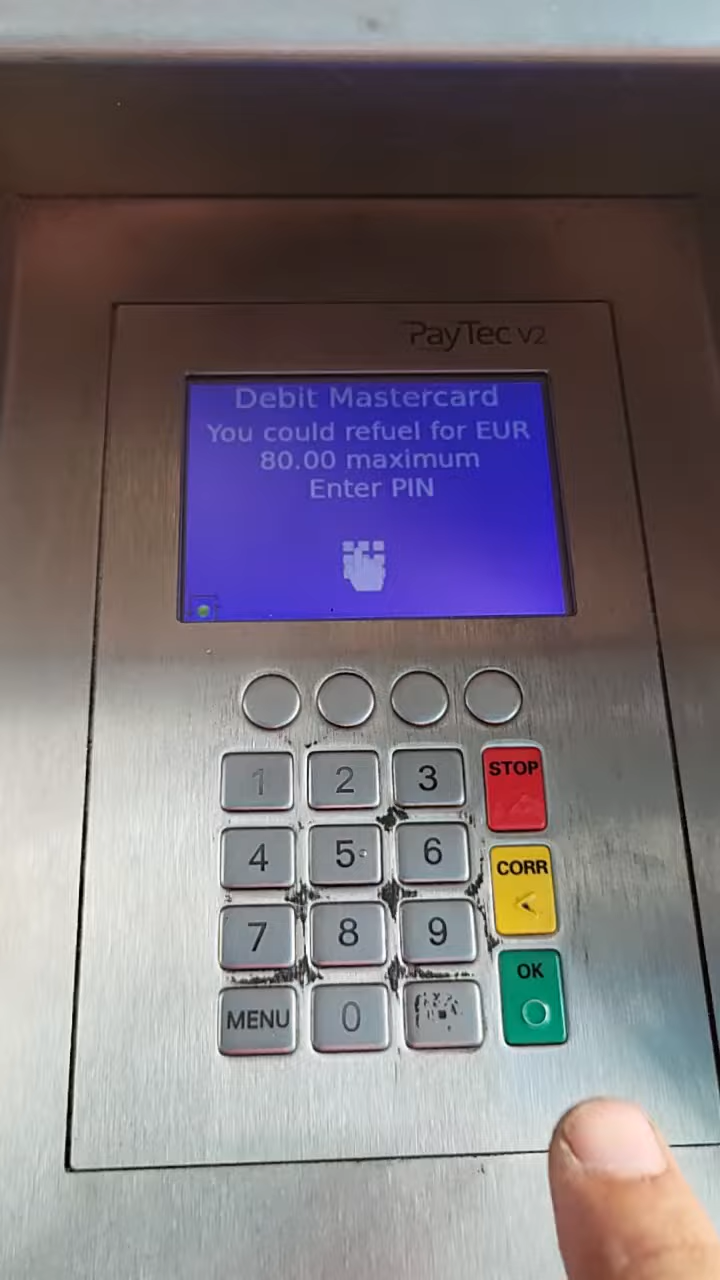 PayTec V2
Debit Mastercard
You could refuel for EUR
80.00 maximum
Enter PIN
1 2 3 STOP
4 5 6 CORR
7 8 9 OK
MENU 0